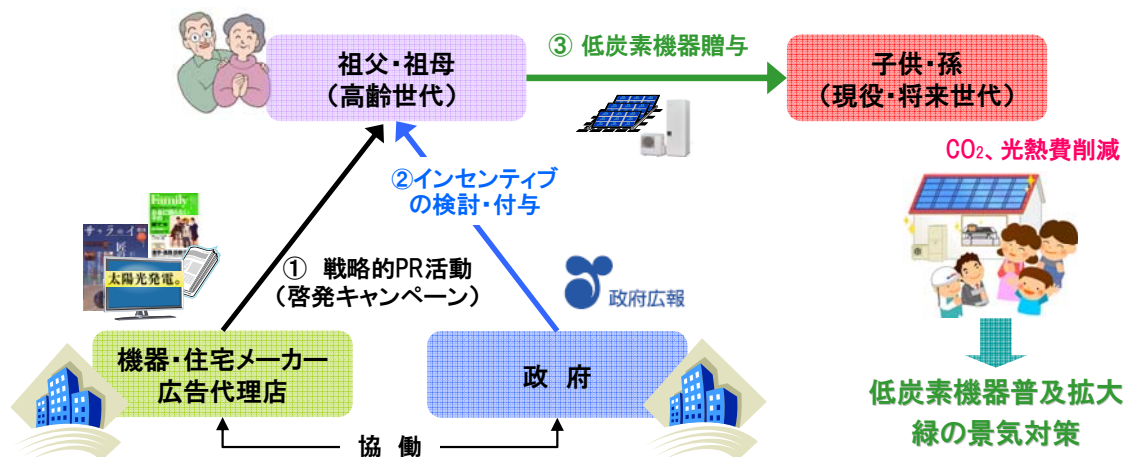 祖父・祖母
（高齢世代）
③ 低炭素機器贈与
子供・孫
（現役・将来世代）
CO₂、光熱費削減
②インセンティブ
の検討・付与
Family
サライ
太陽光発電。
① 戦略的PR活動
（啓発キャンペーン）
政府広報
機器・住宅メーカー
広告代理店
政 府
協 働
低炭素機器普及拡大
緑の景気対策